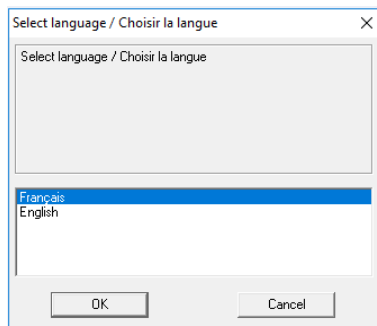 Select language / Choisir la langue
Select language / Choisir la langue
Français
English
OK
Cancel